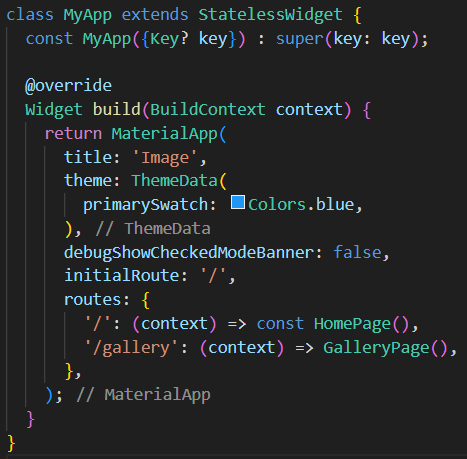 class MyApp extends StatelessWidget {
  const MyApp({Key? key}) : super(key: key);

  @override
  Widget build(BuildContext context) {
    return MaterialApp(
      title: 'Image',
      theme: ThemeData(
        primarySwatch: Colors.blue,
      ), // ThemeData
      debugShowCheckedModeBanner: false,
      initialRoute: '/',
      routes: {
        '/': (context) => const HomePage(),
        '/gallery': (context) => GalleryPage(),
      },
    ); // MaterialApp
  }
}